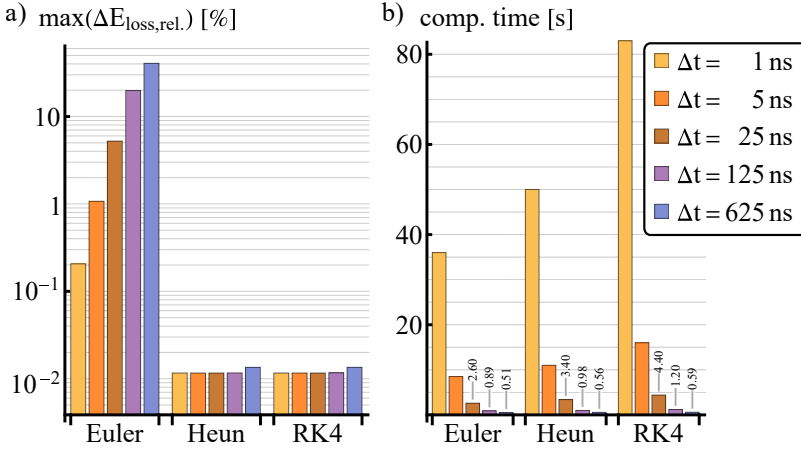 a) max(ΔE_loss,rel.) [%]
10
1
10⁻¹
10⁻²
Euler Heun RK4
b) comp. time [s]
80
60
40
20
2.60 0.89 0.51 3.40 0.98 0.56 4.40 1.20 0.59
Euler Heun RK4
Δt = 1 ns
Δt = 5 ns
Δt = 25 ns
Δt = 125 ns
Δt = 625 ns